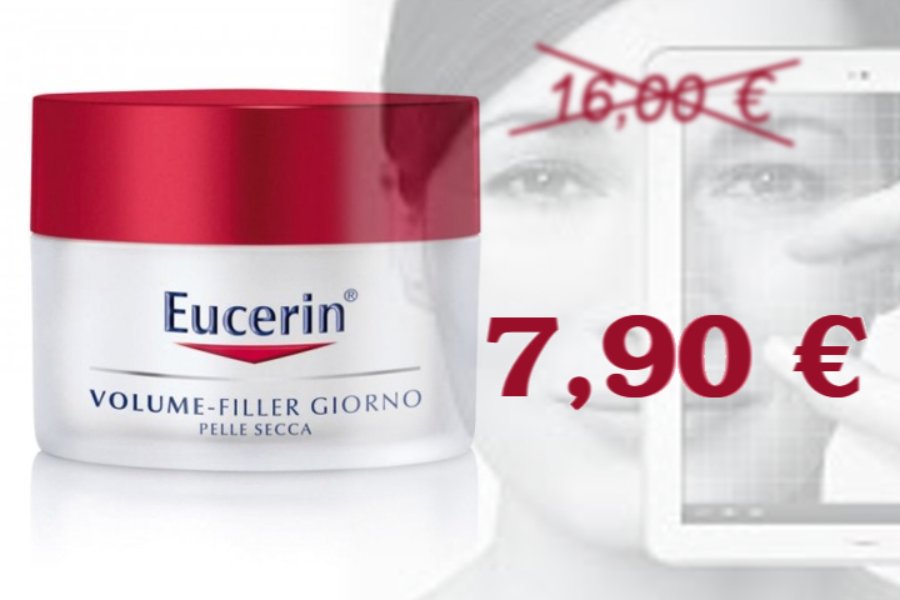 16,00 €
Eucerin®
7,90 €
VOLUME-FILLER GIORNO
PELLE SECCA